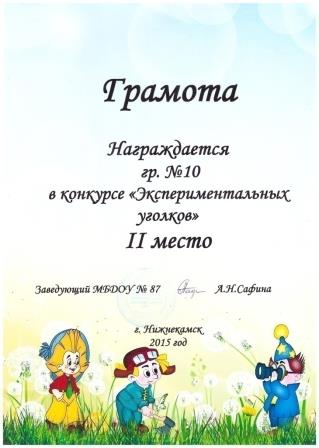 Грамота
Награждается
гр. №10
в конкурсе «Экспериментальных
уголков»
II место
Заведующий МБДОУ № 87 А.Н.Сафина
г. Нижнекамск
2015 год